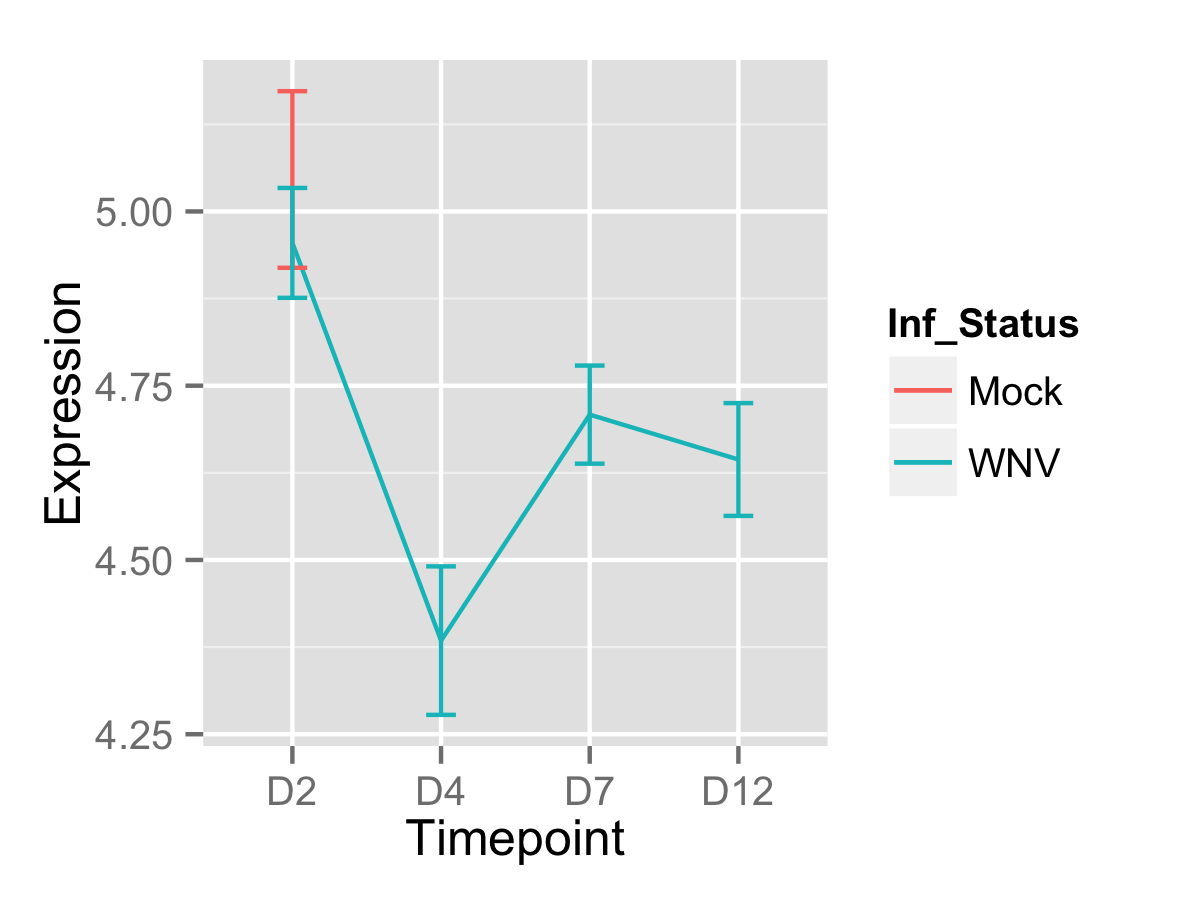 5.00
4.75
4.50
4.25
Expression
D2 D4 D7 D12
Timepoint
Inf_Status
Mock
WNV